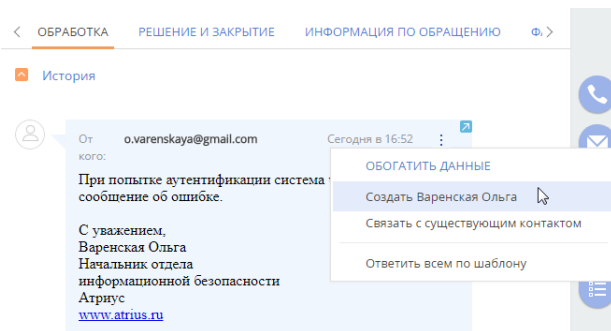 ОБРАБОТКА РЕШЕНИЕ И ЗАКРЫТИЕ ИНФОРМАЦИЯ ПО ОБРАЩЕНИЮ
История
От кого: o.varenskaya@gmail.com Сегодня в 16:52
При попытке аутентификации система
сообщение об ошибке.
С уважением,
Варенская Ольга
Начальник отдела
информационной безопасности
Атриус
www.atrius.ru
ОБОГАТИТЬ ДАННЫЕ
Создать Варенская Ольга
Связать с существующим контактом
Ответить всем по шаблону